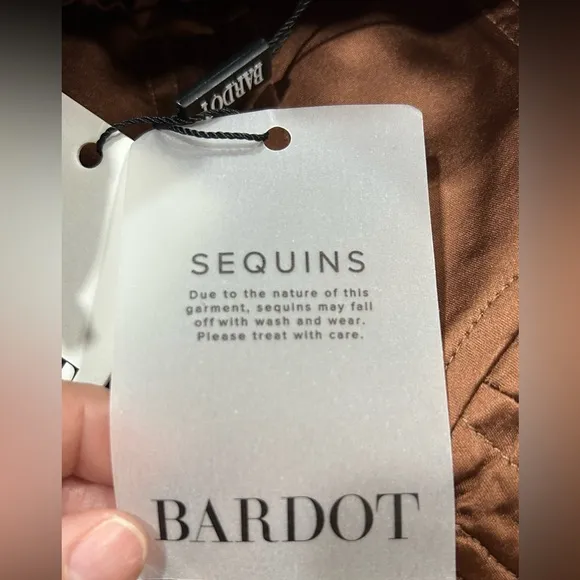 BARDOT
SEQUINS
Due to the nature of this
garment, sequins may fall
off with wash and wear.
Please treat with care.
BARDOT